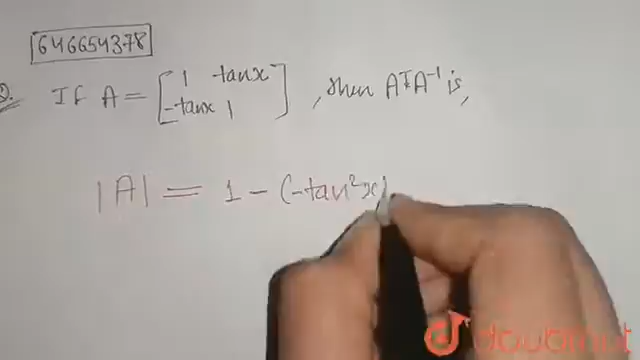 646654378
Q. If A = [ 1 tanx
-tanx 1 ] , then AᵀA⁻¹ is,
|A| = 1 - (-tan²x)
doubtnut